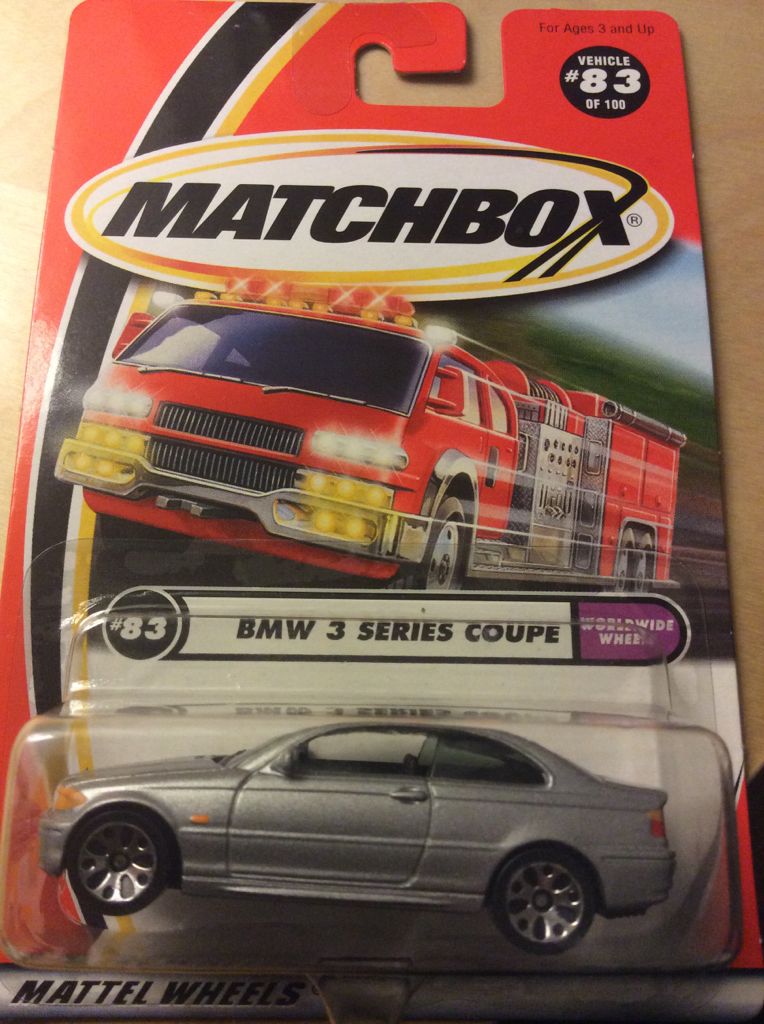 For Ages 3 and Up
VEHICLE
#83
OF 100
MATCHBOX®
#83
BMW 3 SERIES COUPE
WORLDWIDE
WHEELS
MATTEL WHEELS